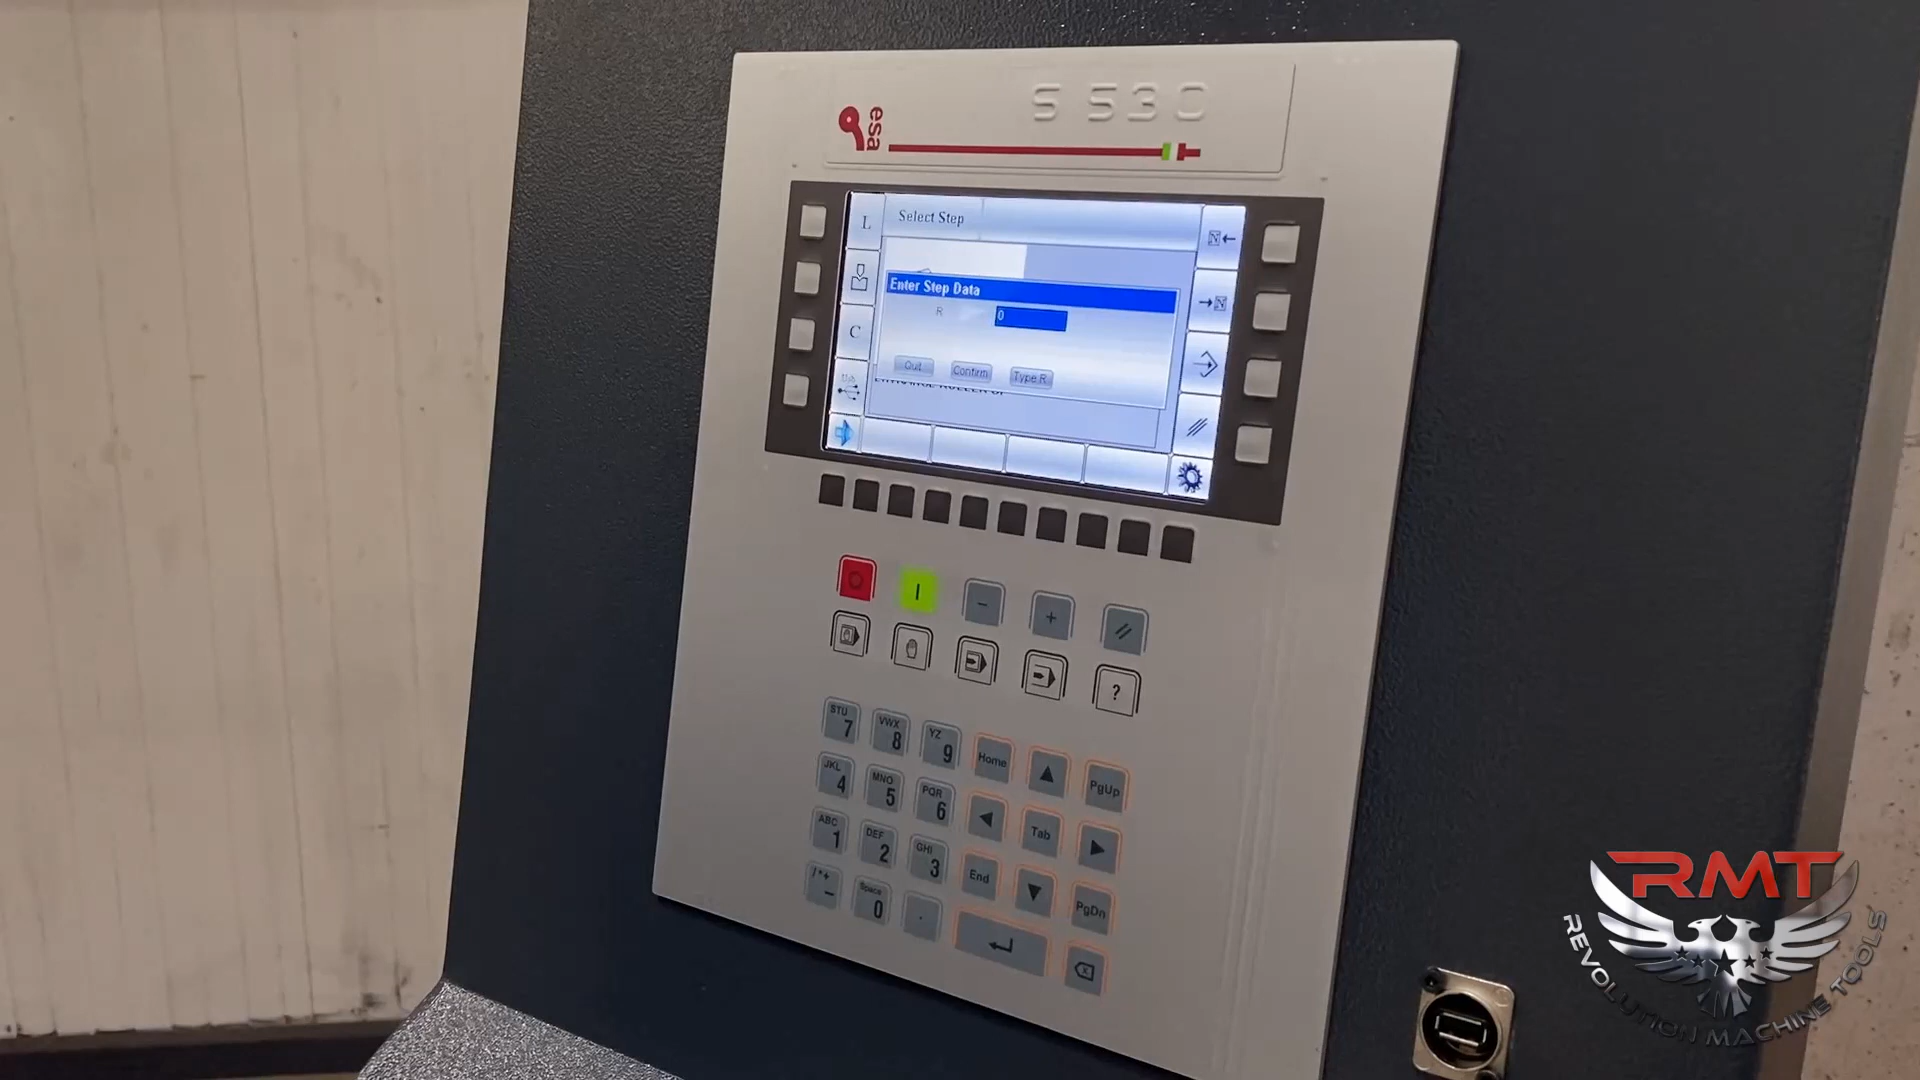 S 530
esa
L
Select Step
Enter Step Data
R
0
C
Quit
Confirm
Type R
?
STU
7
VWX
8
YZ
9
Home
PgUp
JKL
4
MNO
5
PQR
6
Tab
ABC
1
DEF
2
GHI
3
End
PgDn
/*+
-
Space
0
.
RMT
REVOLUTION MACHINE TOOLS